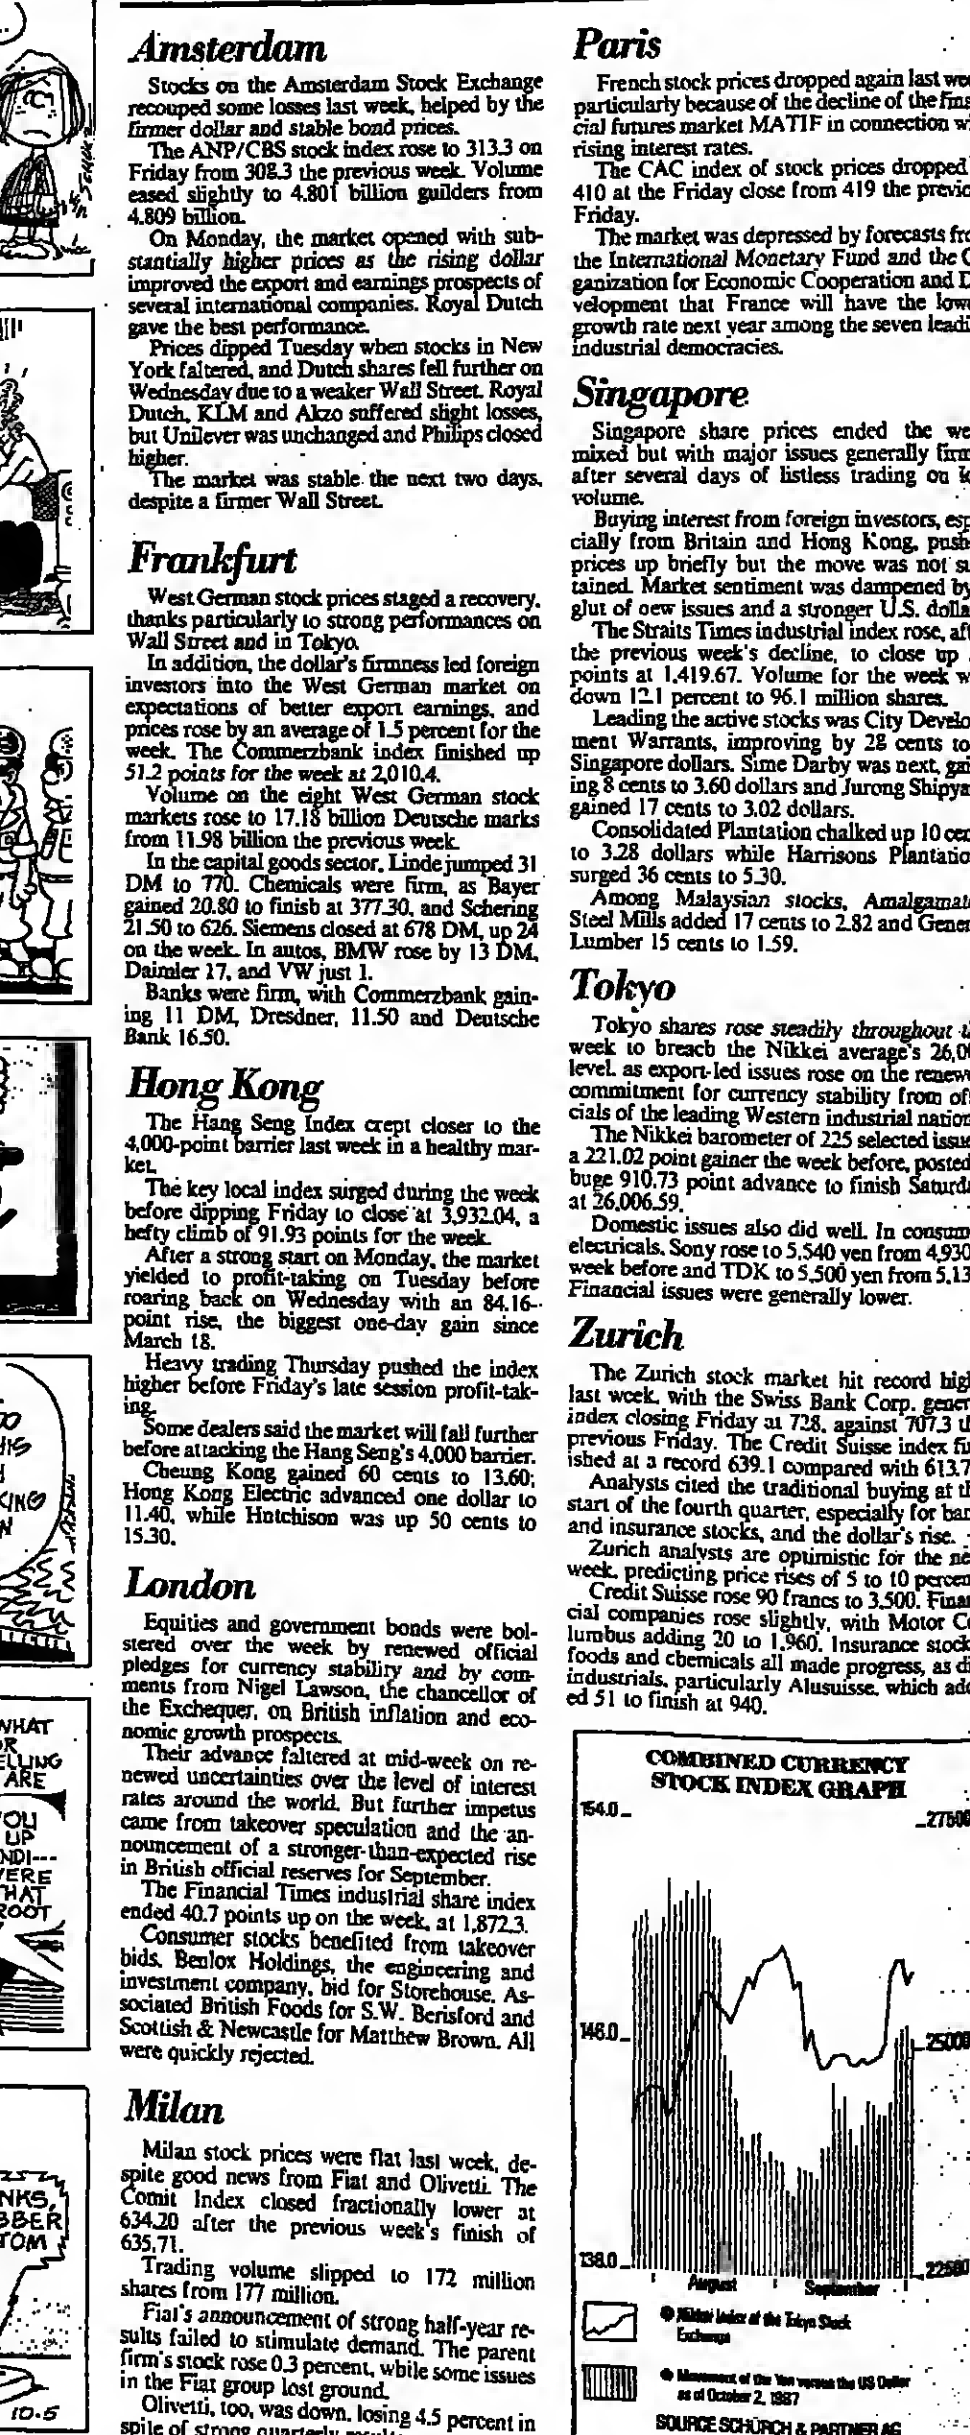 Amsterdam
Stocks on the Amsterdam Stock Exchange
recouped some losses last week, helped by the
firmer dollar and stable bond prices.
The ANP/CBS stock index rose to 313.3 on
Friday from 308.3 the previous week. Volume
eased slightly to 4.801 billion guilders from
4.809 billion.
On Monday, the market opened with sub-
stantially higher prices as the rising dollar
improved the export and earnings prospects of
several international companies. Royal Dutch
gave the best performance.
Prices dipped Tuesday when stocks in New
York faltered, and Dutch shares fell further on
Wednesday due to a weaker Wall Street. Royal
Dutch, KLM and Akzo suffered slight losses,
but Unilever was unchanged and Philips closed
higher.
The market was stable the next two days,
despite a firmer Wall Street.
Frankfurt
West German stock prices staged a recovery,
thanks particularly to strong performances on
Wall Street and in Tokyo.
In addition, the dollar's firmness led foreign
investors into the West German market on
expectations of better export earnings, and
prices rose by an average of 1.5 percent for the
week. The Commerzbank index finished up
51.2 points for the week at 2,010.4.
Volume on the eight West German stock
markets rose to 17.18 billion Deutsche marks
from 11.98 billion the previous week.
In the capital goods sector, Linde jumped 31
DM to 770. Chemicals were firm, as Bayer
gained 20.80 to finisb at 377.30, and Schering
21.50 to 626. Siemens closed at 678 DM, up 24
on the week. In autos, BMW rose by 13 DM,
Daimler 17, and VW just 1.
Banks were firm, with Commerzbank gain-
ing 11 DM, Dresdner, 11.50 and Deutsche
Bank 16.50.
Hong Kong
The Hang Seng Index crept closer to the
4,000-point barrier last week in a healthy mar-
ket.
The key local index surged during the week
before dipping Friday to close at 3,932.04, a
hefty climb of 91.93 points for the week.
After a strong start on Monday, the market
yielded to profit-taking on Tuesday before
roaring back on Wednesday with an 84.16-
point rise, the biggest one-day gain since
March 18.
Heavy trading Thursday pushed the index
higher before Friday's late session profit-tak-
ing.
Some dealers said the market will fall further
before attacking the Hang Seng's 4,000 barrier.
Cheung Kong gained 60 cents to 13.60;
Hong Kong Electric advanced one dollar to
11.40, while Hutchison was up 50 cents to
15.30.
London
Equities and government bonds were bol-
stered over the week by renewed official
pledges for currency stability and by com-
ments from Nigel Lawson, the chancellor of
the Exchequer, on British inflation and eco-
nomic growth prospects.
Their advance faltered at mid-week on re-
newed uncertainties over the level of interest
rates around the world. But further impetus
came from takeover speculation and the an-
nouncement of a stronger-than-expected rise
in British official reserves for September.
The Financial Times industrial share index
ended 40.7 points up on the week, at 1,872.3.
Consumer stocks benefited from takeover
bids. Benlox Holdings, the engineering and
investment company, bid for Storehouse. As-
sociated British Foods for S.W. Berisford and
Scottish & Newcastle for Matthew Brown. All
were quickly rejected.
Milan
Milan stock prices were flat last week, de-
spite good news from Fiat and Olivetti. The
Comit Index closed fractionally lower at
634.20 after the previous week's finish of
635.71.
Trading volume slipped to 172 million
shares from 177 million.
Fiat's announcement of strong half-year re-
sults failed to stimulate demand. The parent
firm's stock rose 0.3 percent, while some issues
in the Fiat group lost ground.
Olivetti, too, was down, losing 4.5 percent in
spite of strong quarterly
Paris
French stock prices dropped again last
particularly because of the decline of the
cial futures market MATIF in connection
rising interest rates.
The CAC index of stock prices dropped
410 at the Friday close from 419 the
Friday.
The market was depressed by forecasts
the International Monetary Fund and the
ganization for Economic Cooperation and
velopment that France will have the
growth rate next year among the seven
industrial democracies.
Singapore
Singapore share prices ended the
mixed but with major issues generally
after several days of listless trading on
volume.
Buying interest from foreign investors,
cially from Britain and Hong Kong,
prices up briefly but the move was not
tained. Market sentiment was dampened by
glut of oew issues and a stronger U.S.
The Straits Times industrial index rose,
the previous week's decline, to close up
points at 1,419.67. Volume for the week
down 12.1 percent to 96.1 million shares.
Leading the active stocks was City
ment Warrants, improving by 28 cents to
Singapore dollars. Sime Darby was next,
ing 8 cents to 3.60 dollars and Jurong
gained 17 cents to 3.02 dollars.
Consolidated Plantation chalked up 10
to 3.28 dollars while Harrisons
surged 36 cents to 5.30.
Among Malaysian stocks,
Steel Mills added 17 cents to 2.82 and
Lumber 15 cents to 1.59.
Tokyo
Tokyo shares rose steadily throughout
week to breacb the Nikkei average's
level, as export-led issues rose on the
commitment for currency stability from
cials of the leading Western industrial
The Nikkei barometer of 225 selected
a 221.02 point gainer the week before, posted
buge 910.73 point advance to finish
at 26,006.59.
Domestic issues also did well. In
electricals, Sony rose to 5,540 yen from 4,930
week before and TDK to 5,500 yen from
Financial issues were generally lower.
Zurich
The Zurich stock market hit record
last week, with the Swiss Bank Corp.
index closing Friday at 728, against 707.3
previous Friday. The Credit Suisse index
ished at a record 639.1 compared with 613.7
Analysts cited the traditional buying at
start of the fourth quarter, especially for
and insurance stocks, and the dollar's rise.
Zurich analysts are optimistic for the
week, predicting price rises of 5 to 10
Credit Suisse rose 90 francs to 3,500.
cial companies rose slightly, with Motor
lumbus adding 20 to 1,960. Insurance
foods and chemicals all made progress, as
industrials, particularly Alusuisse, which
ed 51 to finish at 940.
COMBINED CURRENCY
STOCK INDEX GRAPH
154.0
27500
146.0
25000
138.0
22500
August September
Nikkei Index of the Tokyo Stock
Exchange
Movement of the Yen versus the US Dollar
as of October 2, 1987
SOURCE SCHÜRCH & PARTNER AG
WHAT
ARE
UP
THAT
10-5